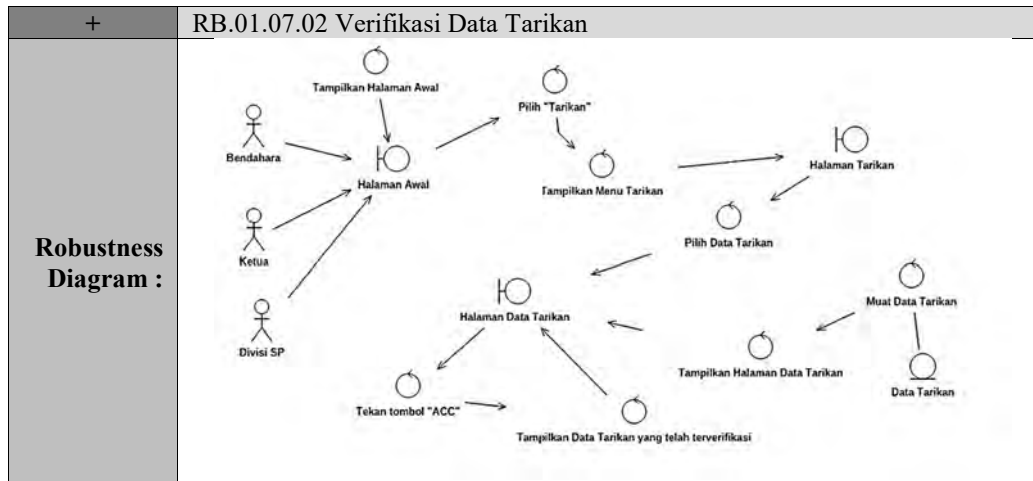 +
RB.01.07.02 Verifikasi Data Tarikan
Robustness
Diagram :
Tampilkan Halaman Awal
Pilih "Tarikan"
Bendahara
Halaman Awal
Tampilkan Menu Tarikan
Halaman Tarikan
Ketua
Pilih Data Tarikan
Divisi SP
Halaman Data Tarikan
Muat Data Tarikan
Tampilkan Halaman Data Tarikan
Data Tarikan
Tekan tombol "ACC"
Tampilkan Data Tarikan yang telah terverifikasi